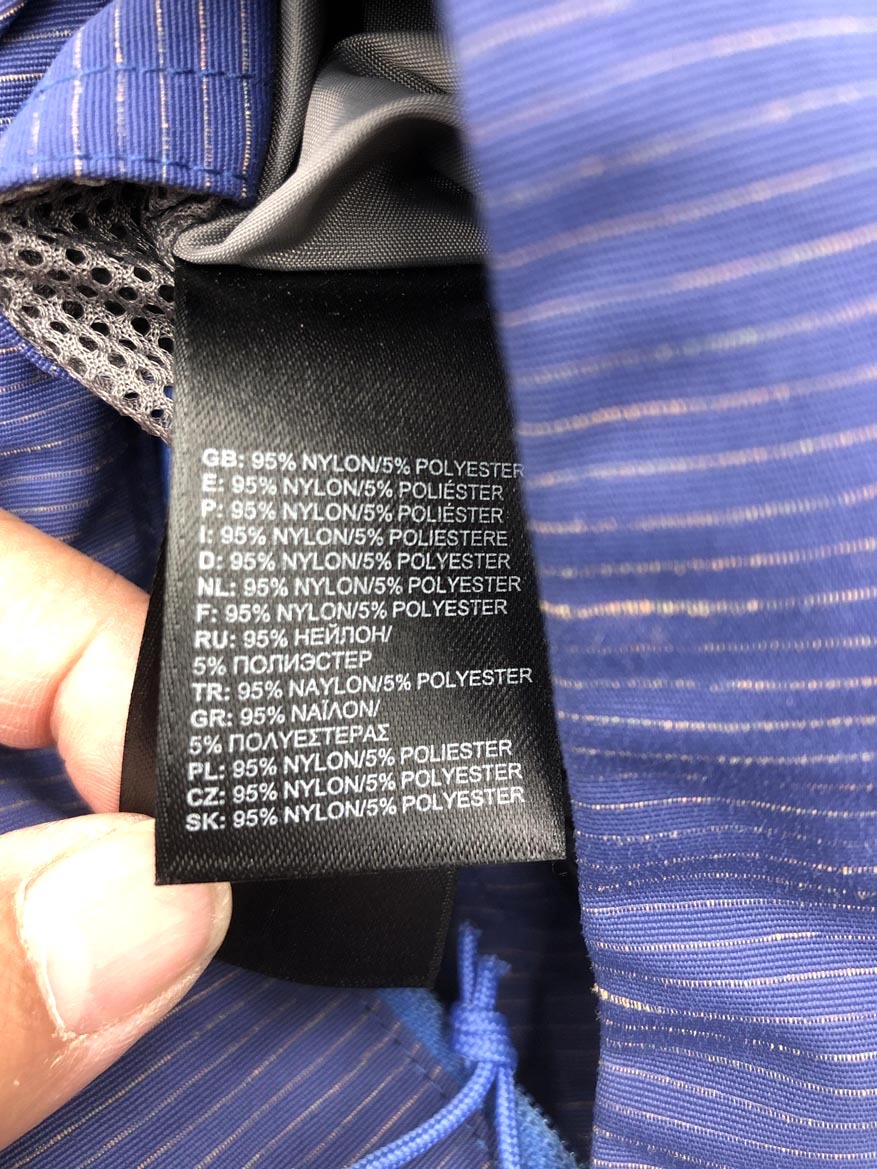 GB: 95% NYLON/5% POLYESTER
E: 95% NYLON/5% POLIÉSTER
P: 95% NYLON/5% POLIÉSTER
I: 95% NYLON/5% POLIESTERE
D: 95% NYLON/5% POLYESTER
NL: 95% NYLON/5% POLYESTER
F: 95% NYLON/5% POLYESTER
RU: 95% НЕЙЛОН/
5% ПОЛИЭСТЕР
TR: 95% NAYLON/5% POLYESTER
GR: 95% ΝΑΪΛΟΝ/
5% ΠΟΛΥΕΣΤΕΡΑΣ
PL: 95% NYLON/5% POLIESTER
CZ: 95% NYLON/5% POLYESTER
SK: 95% NYLON/5% POLYESTER